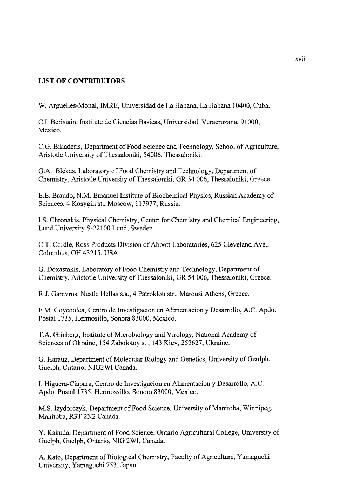 xvii
LIST OF CONTRIBUTORS
W. Arguelles-Monal, IMRE, Universidad de La Habana, La Habana 10400, Cuba.
C.I. Beristain, Instituto de Ciencias Basicas, Universidad Veracruzana, 91000,
Mexico.
C.G. Biliaderis, Department of Food Science and Technology, School of Agriculture,
Aristotle University of Thessaloniki, 54006, Thessaloniki.
G.A. Blekas, Laboratory of Food Chemistry and Technology, Department of
Chemistry, Aristotle University of Thessaloniki, GR 54 006, Thessaloniki, Greece.
E.E. Braudo, N.M. Emanuel Institute of Biochemical Physics, Russian Academy of
Sciences, 4 Kosygin str. Moscow, 117977, Russia.
I.S. Chronakis, Physical Chemistry, Center for Chemistry and Chemical Engineering,
Lund University S-22100 Lund, Sweden.
C.T. Cordle, Ross Products Division of Abbott Laboratories, 625 Cleveland Ave.,
Columbus, OH 43215, USA.
G. Doxastakis, Laboratory of Food Chemistry and Technology, Department of
Chemistry, Aristotle University of Thessaloniki, GR 54 006, Thessaloniki, Greece.
R.J. Nestle Hellas s.a., 4 Patroklou str. Marousi Athens, Greece.
F.M. Goycoolea, Centro de Investigacion en Alimentacion y Desarrollo, A.C. Apdo.
Postal 1735, Hermosillo, Sonora 83000, Mexico.
T.A. Grinberg, Institute of Microbiology and Virology, National Academy of
Sciences of Ukraine, 154 Zabolotny str., 143 Kiev, 252627, Ukraine.
G. Harauz, Department of Molecular Biology and Genetics, University of Guelph,
Guelph, Ontario, N1G2W1 Canada.
I. Higuera-Ciapara, Centro de Investigacion en Alimentacion y Desarrollo, A.C.
Apdo. Postal 1735, Hermosillo, Sonora 83000, Mexico.
M.S. Izydorczyk, Department of Food Science, University of Manitoba, Winnipeg,
Manitoba, R3T 2N2 Canada.
Y. Kakuda, Department of Food Science, Ontario Agricultural College, University of
Guelph, Guelph, Ontario, N1G 2W1, Canada.
A. Kato, Department of Biological Chemistry, Faculty of Agriculture, Yamaguchi
University, Yamaguchi 753, Japan.